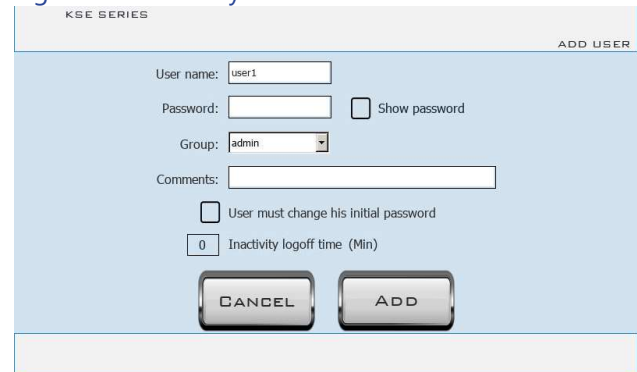 KSE SERIES
ADD USER
User name: user1
Password: Show password
Group: admin
Comments:
User must change his initial password
0 Inactivity logoff time (Min)
CANCEL ADD